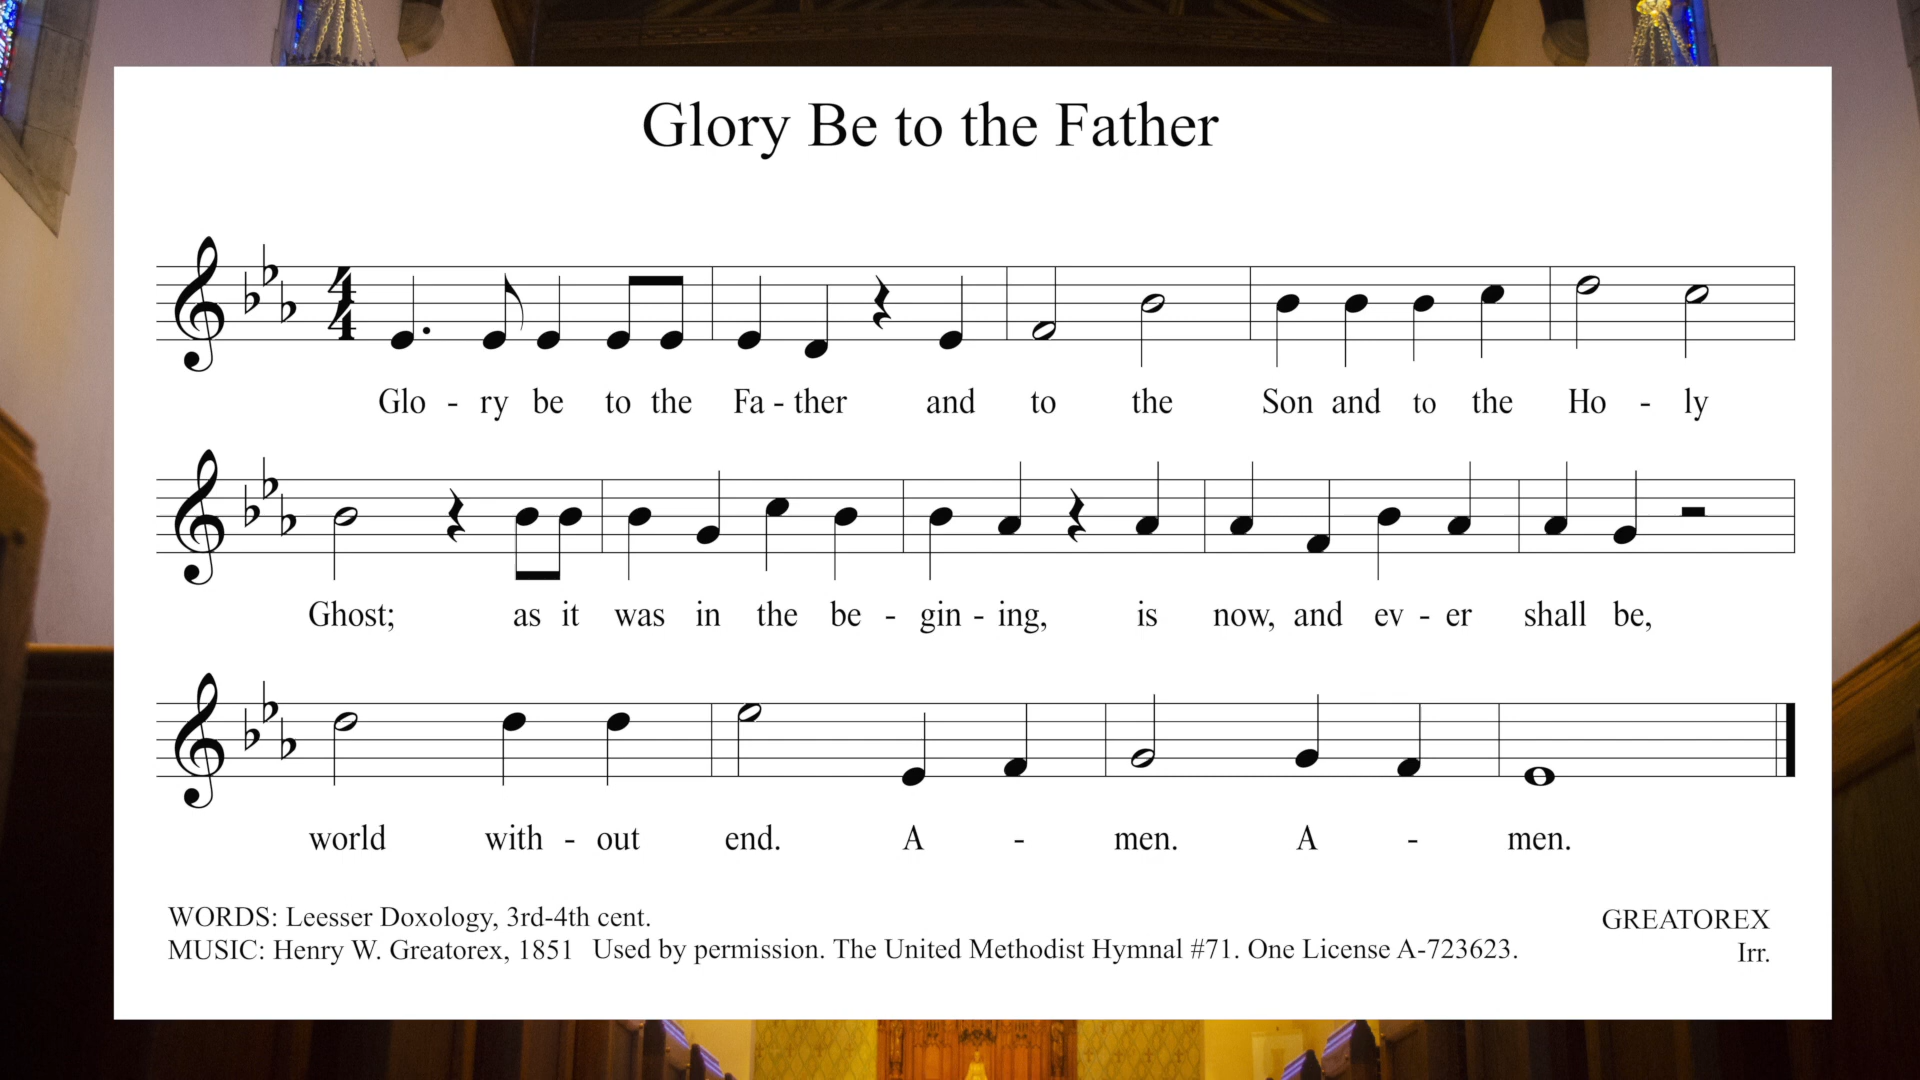 Glory Be to the Father
Glo - ry be to the Fa - ther and to the Son and to the Ho - ly
Ghost; as it was in the be - gin - ing, is now, and ev - er shall be,
world with - out end. A - men. A - men.
WORDS: Leesser Doxology, 3rd-4th cent.
GREATOREX
MUSIC: Henry W. Greatorex, 1851 Used by permission. The United Methodist Hymnal #71. One License A-723623.
Irr.